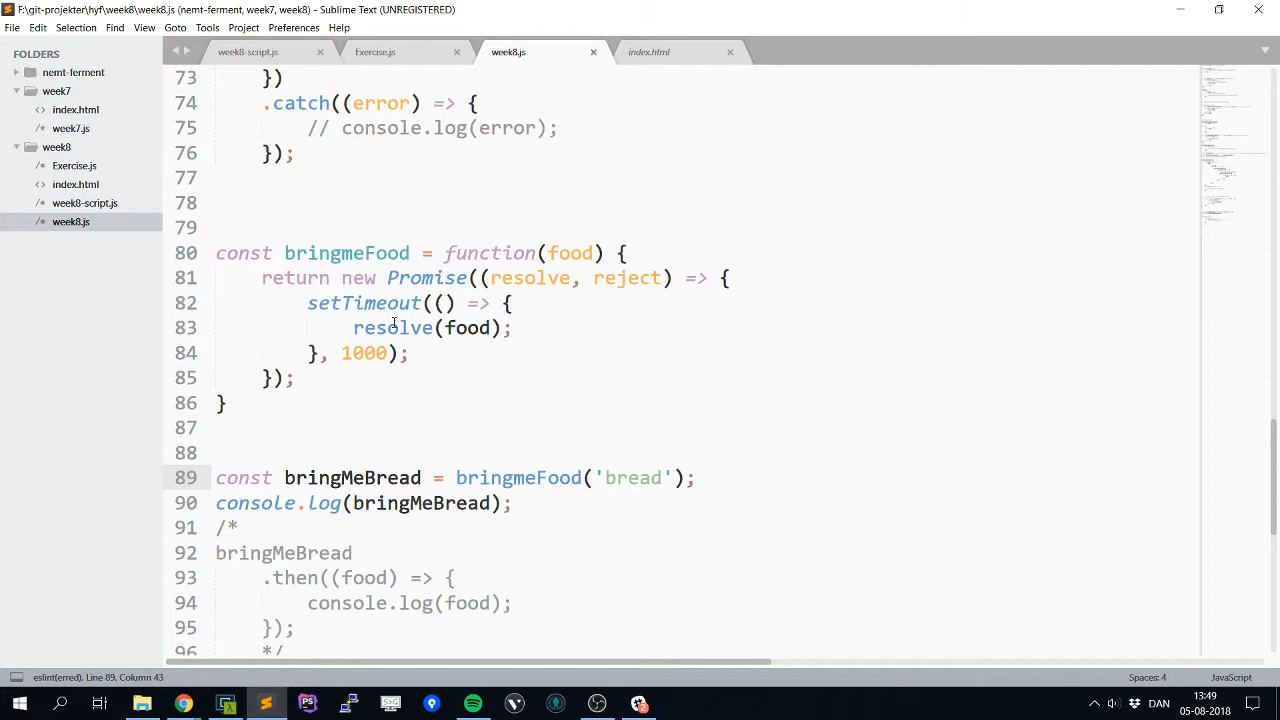 F:\git-projekter\hyf\week8\week8.js (nemt-ferment, week7, week8) - Sublime Text (UNREGISTERED)
File Edit Selection Find View Goto Tools Project Preferences Help
FOLDERS
nemt-ferment
week7
index.html
week7.js
week8
Exercise.js
index.html
week8-script.js
week8.js
week8-script.js Exercise.js week8.js index.html
73 })
74 .catch((error) => {
75 // console.log(error);
76 });
77
78
79
80 const bringmeFood = function(food) {
81 return new Promise((resolve, reject) => {
82 setTimeout(() => {
83 resolve(food);
84 }, 1000);
85 });
86 }
87
88
89 const bringMeBread = bringmeFood('bread');
90 console.log(bringMeBread);
91 /*
92 bringMeBread
93 .then((food) => {
94 console.log(food);
95 });
96 */
eslint(erred), Line 89, Column 43 Spaces: 4 JavaScript
DAN
13:49
05-08-2018